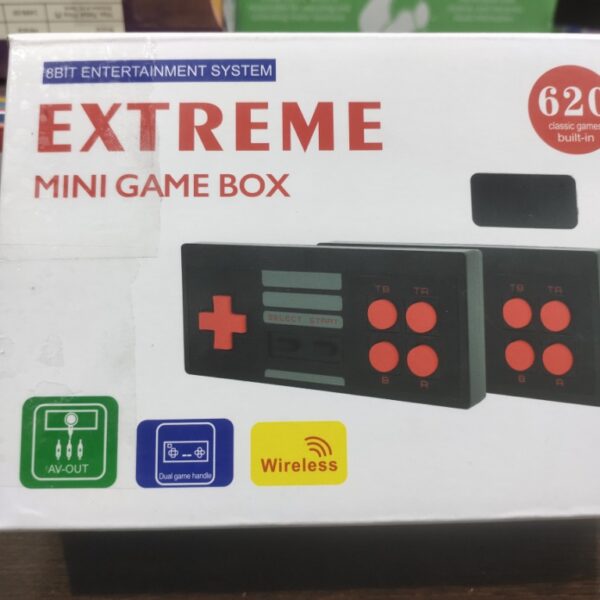 8BIT ENTERTAINMENT SYSTEM
EXTREME
MINI GAME BOX
620
classic games
built-in
TB TA
TB TA
SELECT START
B A
B A
AV-OUT
Dual game handle
Wireless